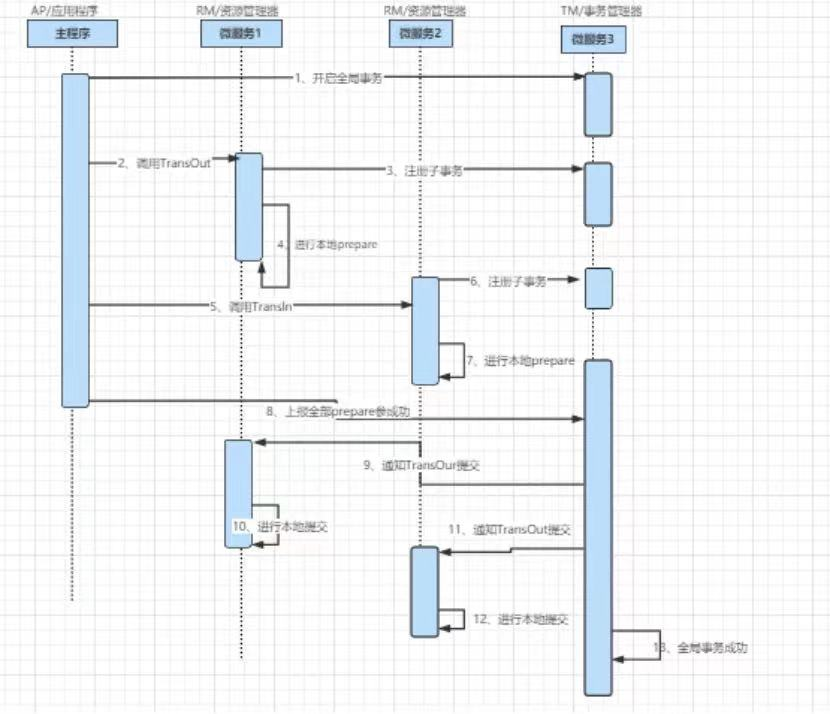 AP/应用程序
RM/资源管理器
RM/资源管理器
TM/事务管理器
主程序
微服务1
微服务2
微服务3
1、开启全局事务
2、调用TransOut
3、注册子事务
4、进行本地prepare
5、调用TransIn
6、注册子事务
7、进行本地prepare
8、上报全部prepare参成功
9、通知TransOur提交
10、进行本地提交
11、通知TransOut提交
12、进行本地提交
13、全局事务成功